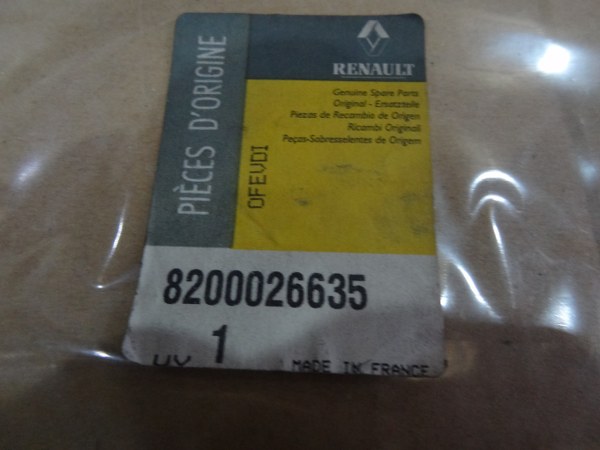 PIÈCES D'ORIGINE
RENAULT
Genuine Spare Parts
Original - Ersatzteile
Piezas de Recambio de Origen
Ricambi Originali
Peças-Sobresselentes de Origem
OFEVDI
8200026635
1
MADE IN FRANCE